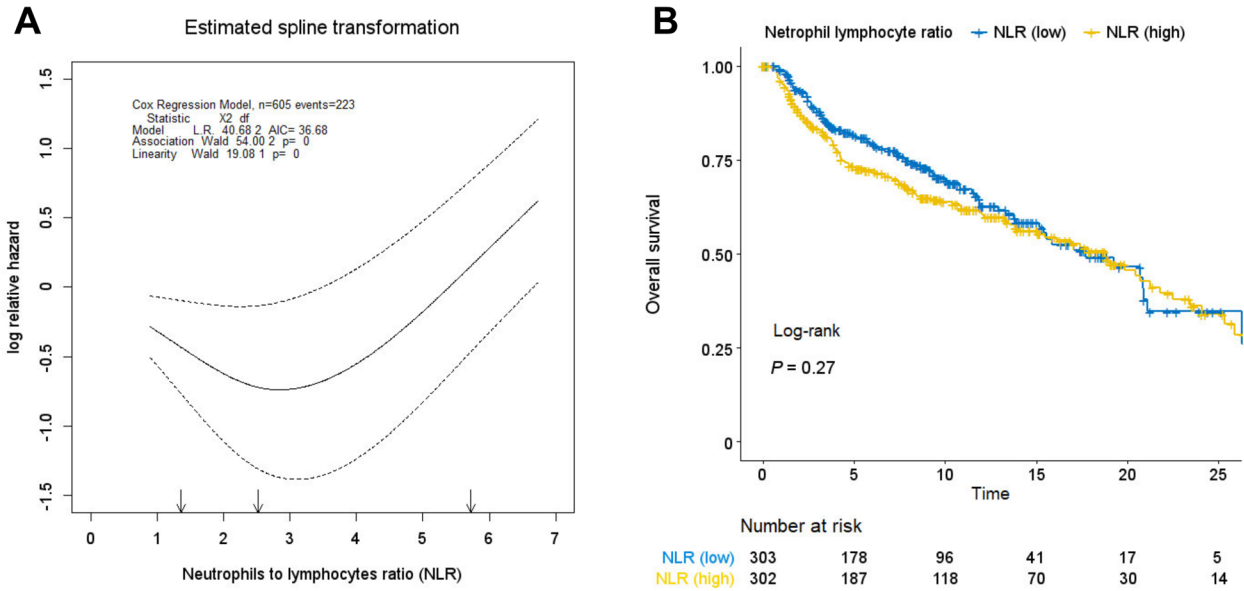 A
Estimated spline transformation
Cox Regression Model, n=605 events=223
Statistic X2 df
Model L.R. 40.68 2 AIC= 36.68
Association Wald 54.00 2 p= 0
Linearity Wald 19.08 1 p= 0
log relative hazard
1.5
1.0
0.5
0
-0.5
-1.0
-1.5
0 1 2 3 4 5 6 7
Neutrophils to lymphocytes ratio (NLR)
B
Netrophil lymphocyte ratio NLR (low) NLR (high)
Overall survival
1.00
0.75
0.50
0.25
0
Log-rank
P = 0.27
0 5 10 15 20 25
Time
Number at risk
NLR (low) 303 178 96 41 17 5
NLR (high) 302 187 118 70 30 14